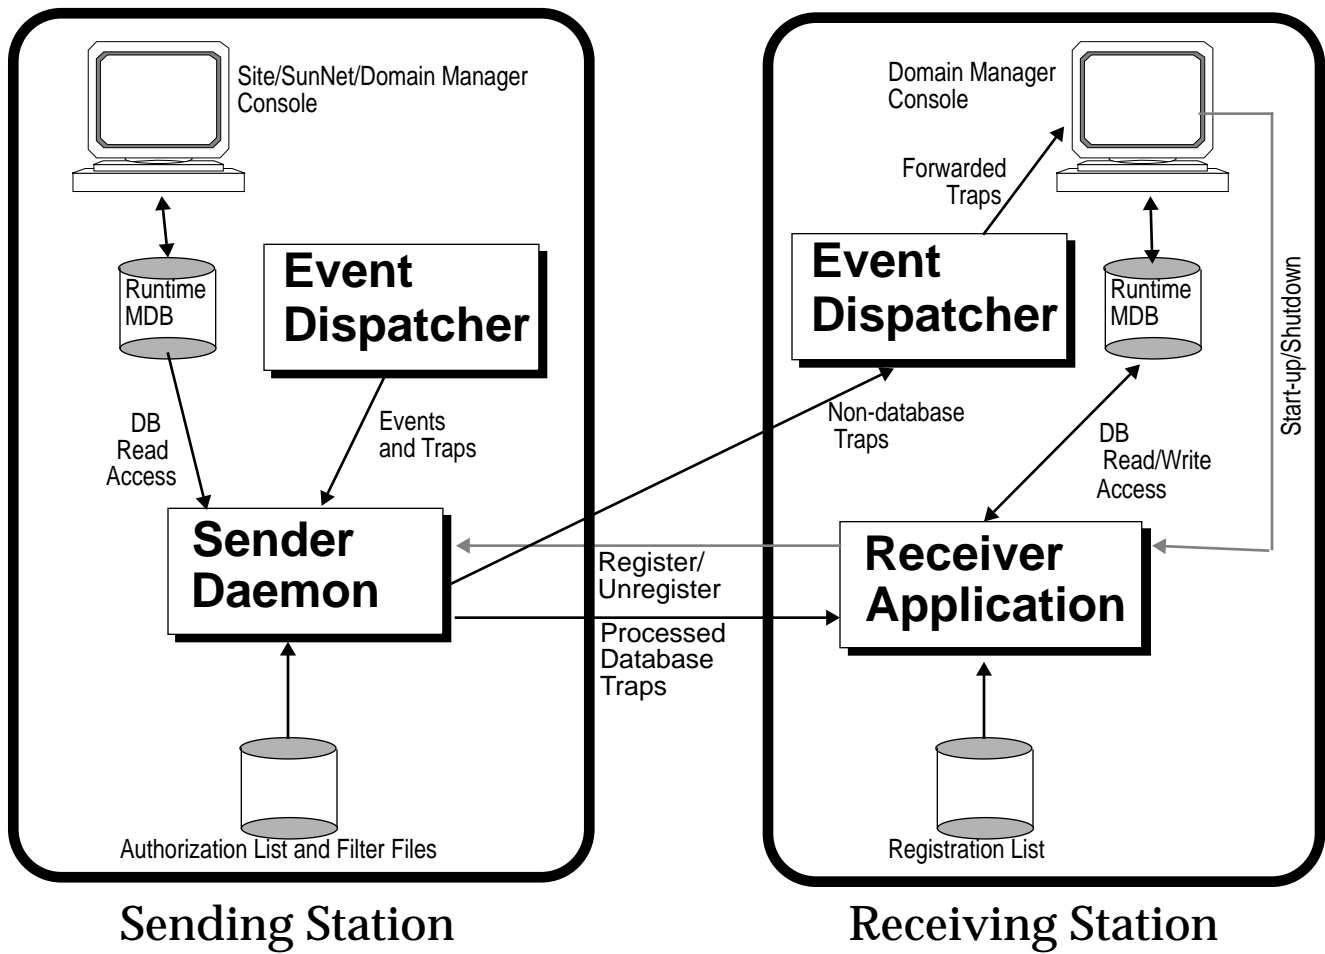 Site/SunNet/Domain Manager
Console
Runtime
MDB
Event
Dispatcher
DB
Read
Access
Events
and Traps
Sender
Daemon
Authorization List and Filter Files
Sending Station
Register/
Unregister
Processed
Database
Traps
Domain Manager
Console
Forwarded
Traps
Event
Dispatcher
Runtime
MDB
Start-up/Shutdown
Non-database
Traps
DB
Read/Write
Access
Receiver
Application
Registration List
Receiving Station